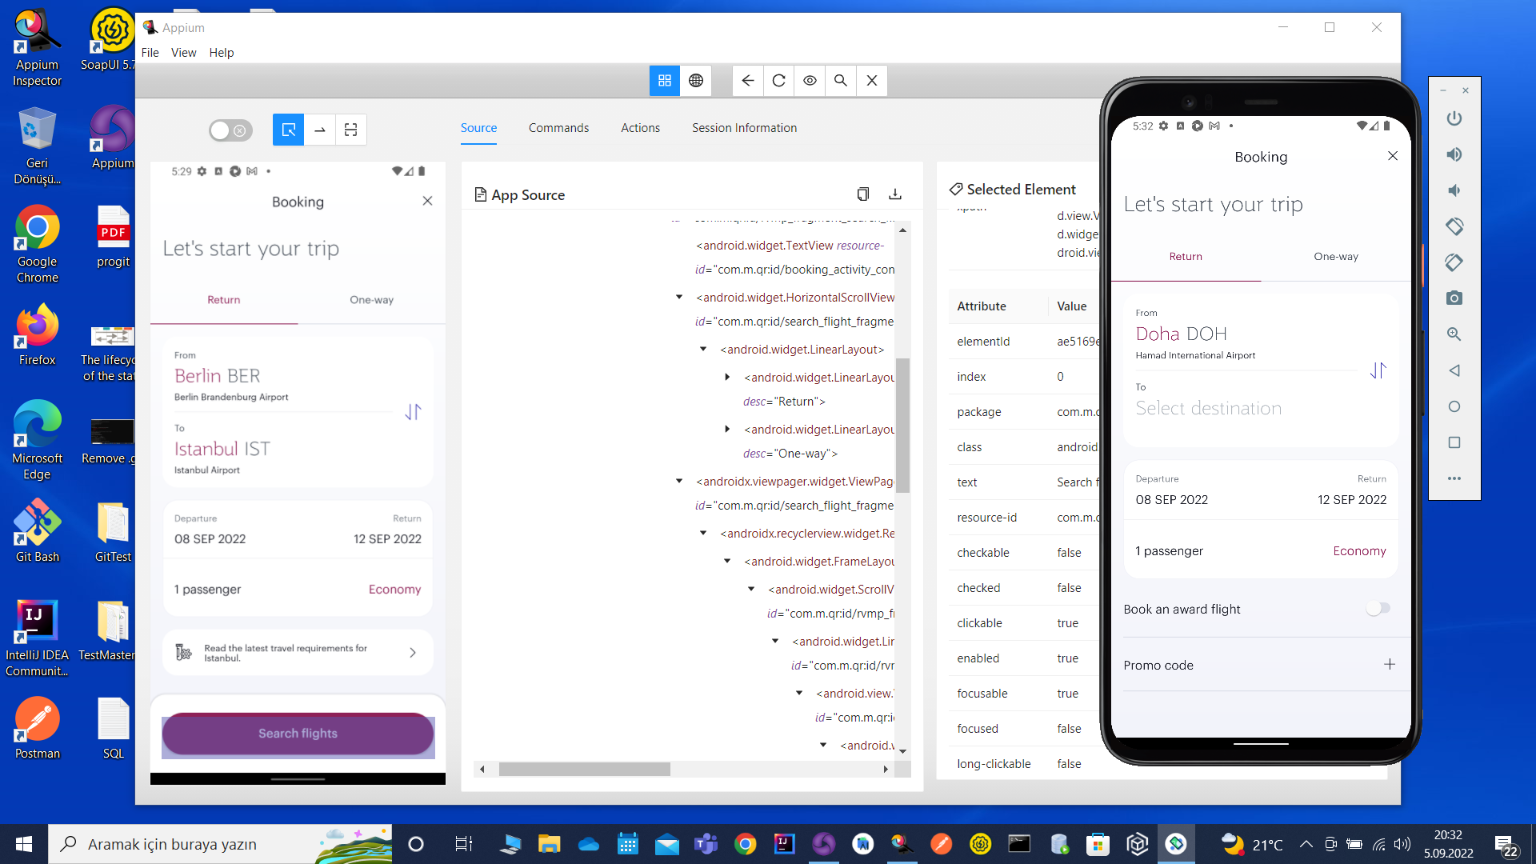 Appium
Inspector
SoapUI 5.7
Geri
Dönüşü...
Appium
Google
Chrome
PDF
progit
Firefox
The lifecy
of the stat
Microsoft
Edge
Remove .g
Git Bash
GitTest
IJ
IntelliJ IDEA
Communit...
TestMaster
Postman
SQL
Appium
File View Help
Source Commands Actions Session Information
5:29
Booking
Let's start your trip
Return One-way
From
Berlin BER
Berlin Brandenburg Airport
To
Istanbul IST
Istanbul Airport
Departure Return
08 SEP 2022 12 SEP 2022
1 passenger Economy
Read the latest travel requirements for
Istanbul.
Search flights
App Source
<android.widget.TextView resource-
id="com.m.qr:id/booking_activity_con
<android.widget.HorizontalScrollView
id="com.m.qr:id/search_flight_fragme
<android.widget.LinearLayout>
<android.widget.LinearLayou
desc="Return">
<android.widget.LinearLayou
desc="One-way">
<androidx.viewpager.widget.ViewPag
id="com.m.qr:id/search_flight_fragme
<androidx.recyclerview.widget.Re
<android.widget.FrameLayou
<android.widget.ScrollV
id="com.m.qr:id/rvmp_fr
<android.widget.Lin
id="com.m.qr:id/rvr
<android.view.
id="com.m.qr:i
<android.v
Selected Element
d.view.V
d.widge
droid.vie
Attribute Value
elementId ae5169e
index 0
package com.m.q
class android
text Search f
resource-id com.m.q
checkable false
checked false
clickable true
enabled true
focusable true
focused false
long-clickable false
5:32
Booking
Let's start your trip
Return One-way
From
Doha DOH
Hamad International Airport
To
Select destination
Departure Return
08 SEP 2022 12 SEP 2022
1 passenger Economy
Book an award flight
Promo code
Aramak için buraya yazın
21°C
20:32
5.09.2022
22